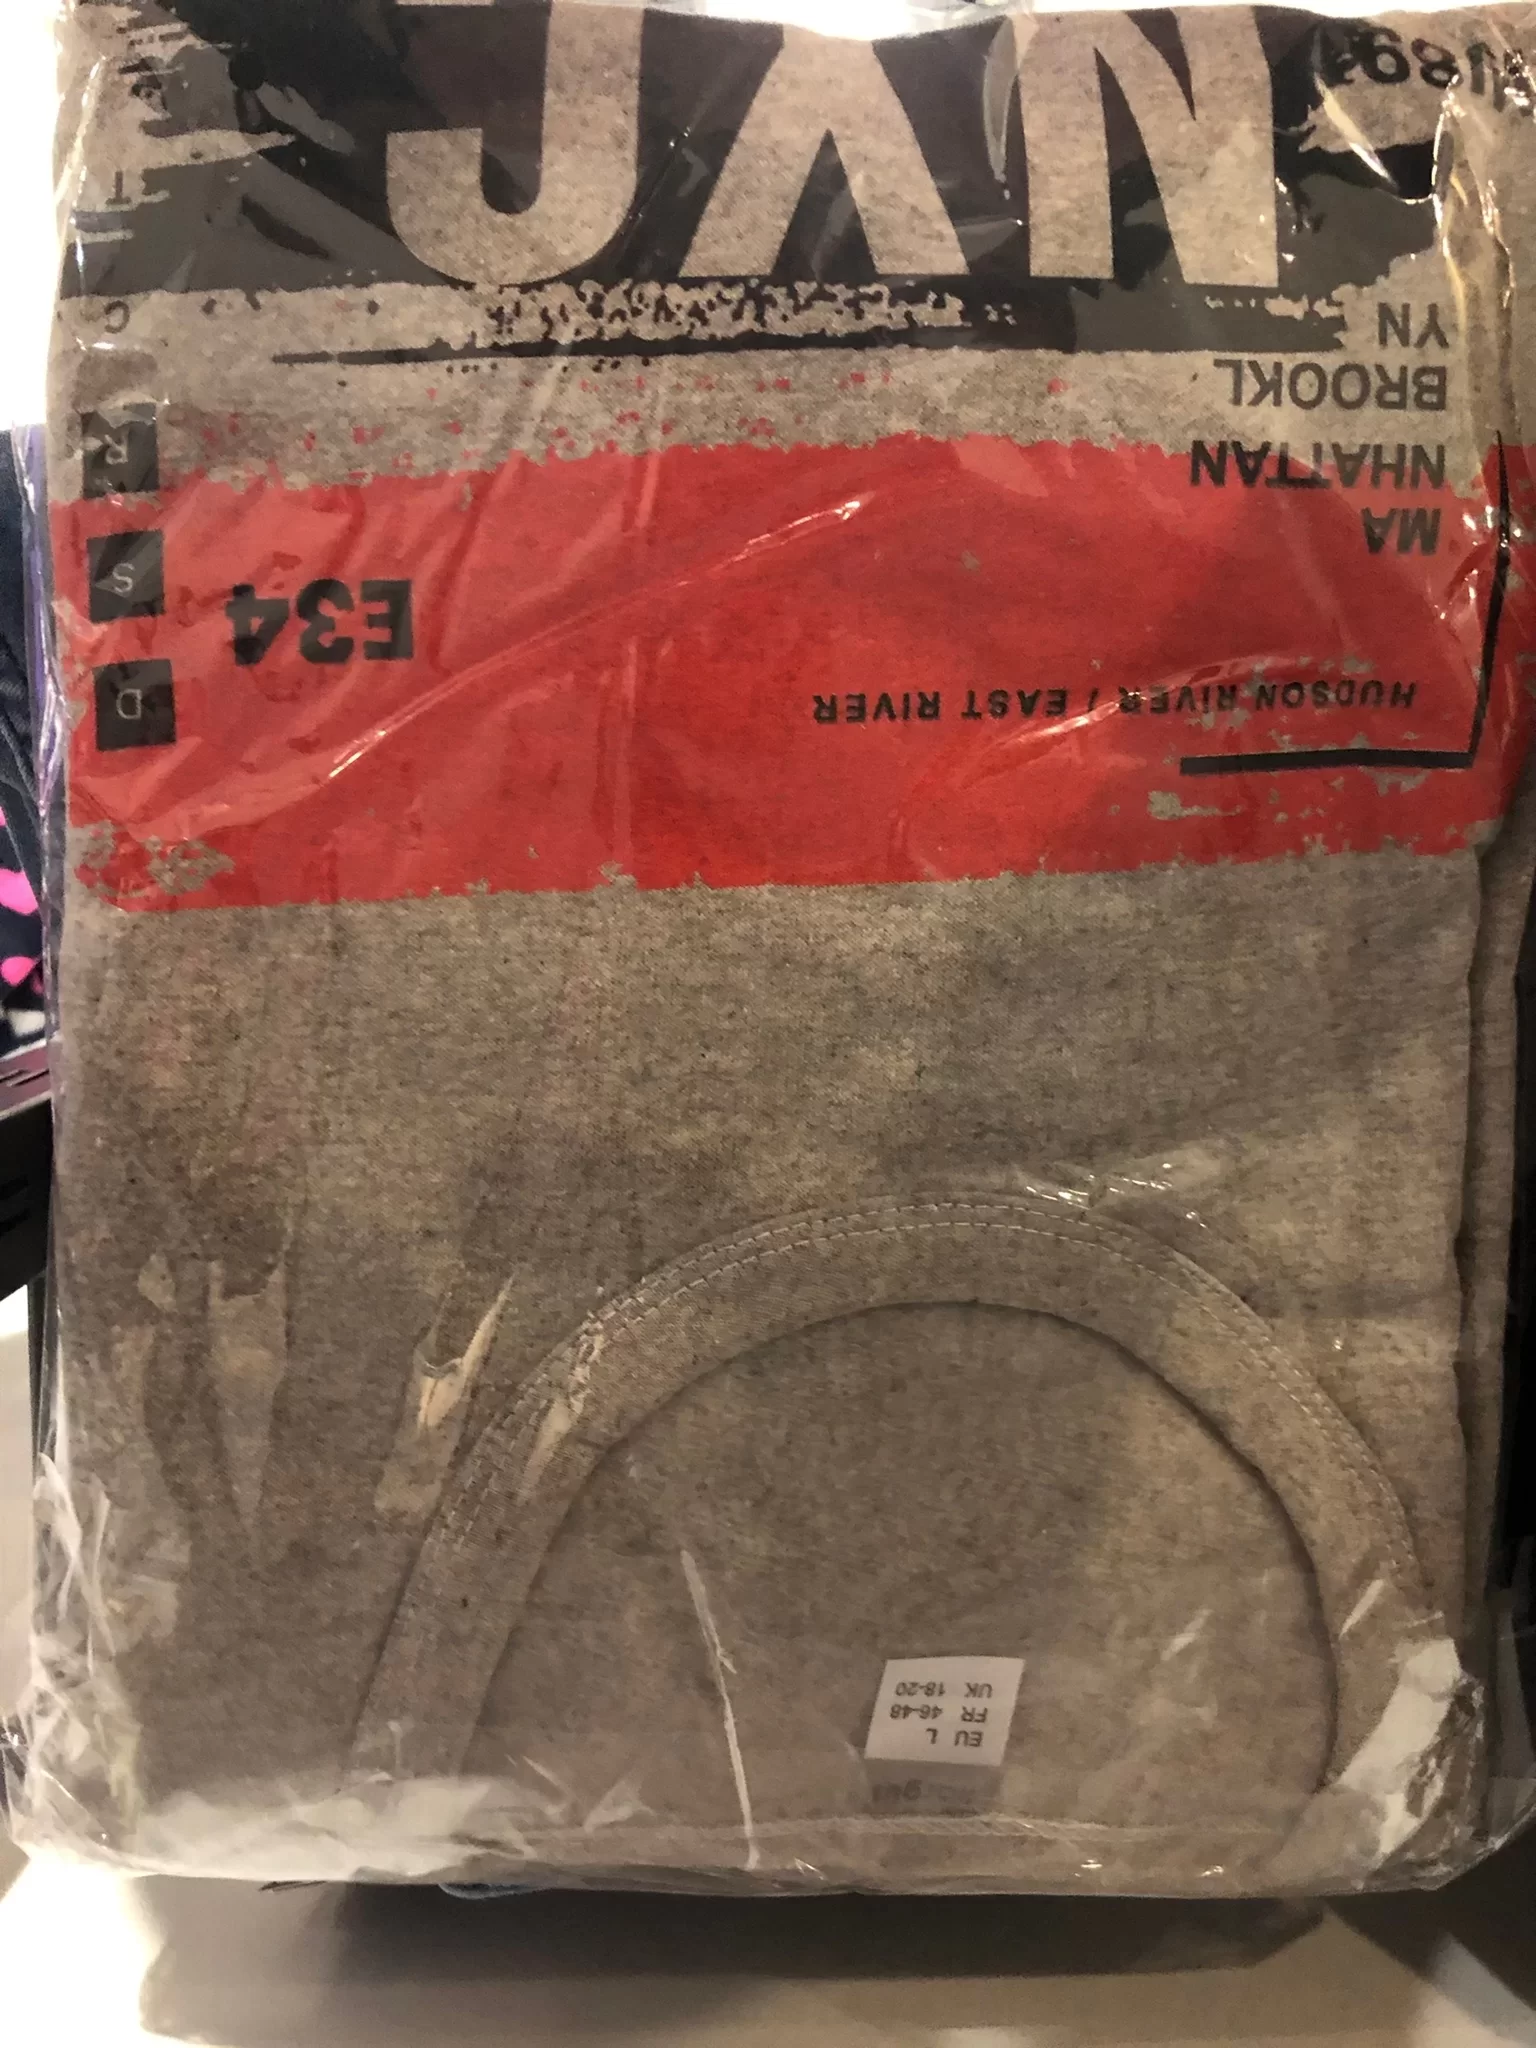 EU L
FR 46-48
UK 18-20
HUDSON RIVER / EAST RIVER
D
E34
S
MA
NHATTAN
R
BROOKL
YN
C
NYC
T